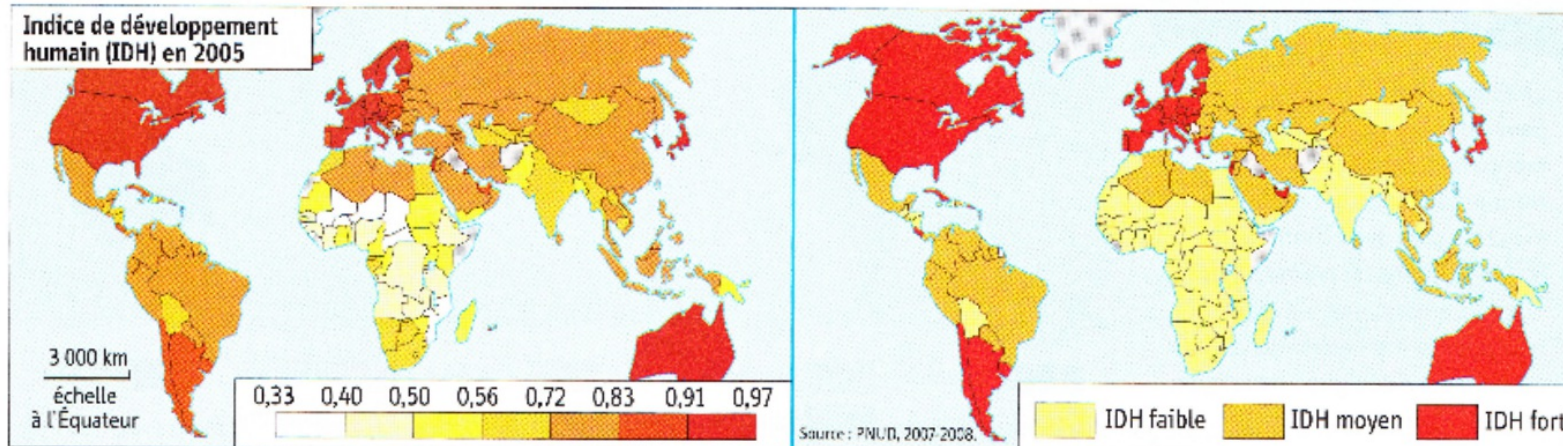 Indice de développement
humain (IDH) en 2005
3 000 km
échelle
à l'Équateur
0,33 0,40 0,50 0,56 0,72 0,83 0,91 0,97
Source : PNUD, 2007-2008.
IDH faible
IDH moyen
IDH fort